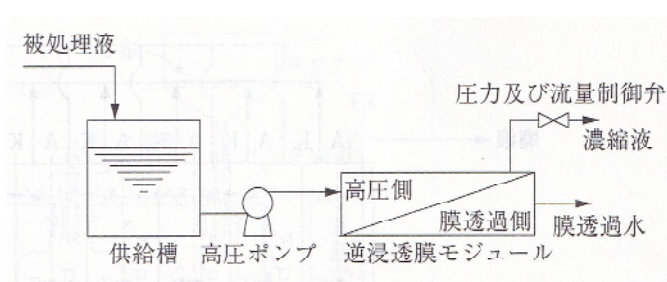 被処理液
圧力及び流量制御弁
濃縮液
高圧側
膜透過側
膜透過水
供給槽
高圧ポンプ
逆浸透膜モジュール